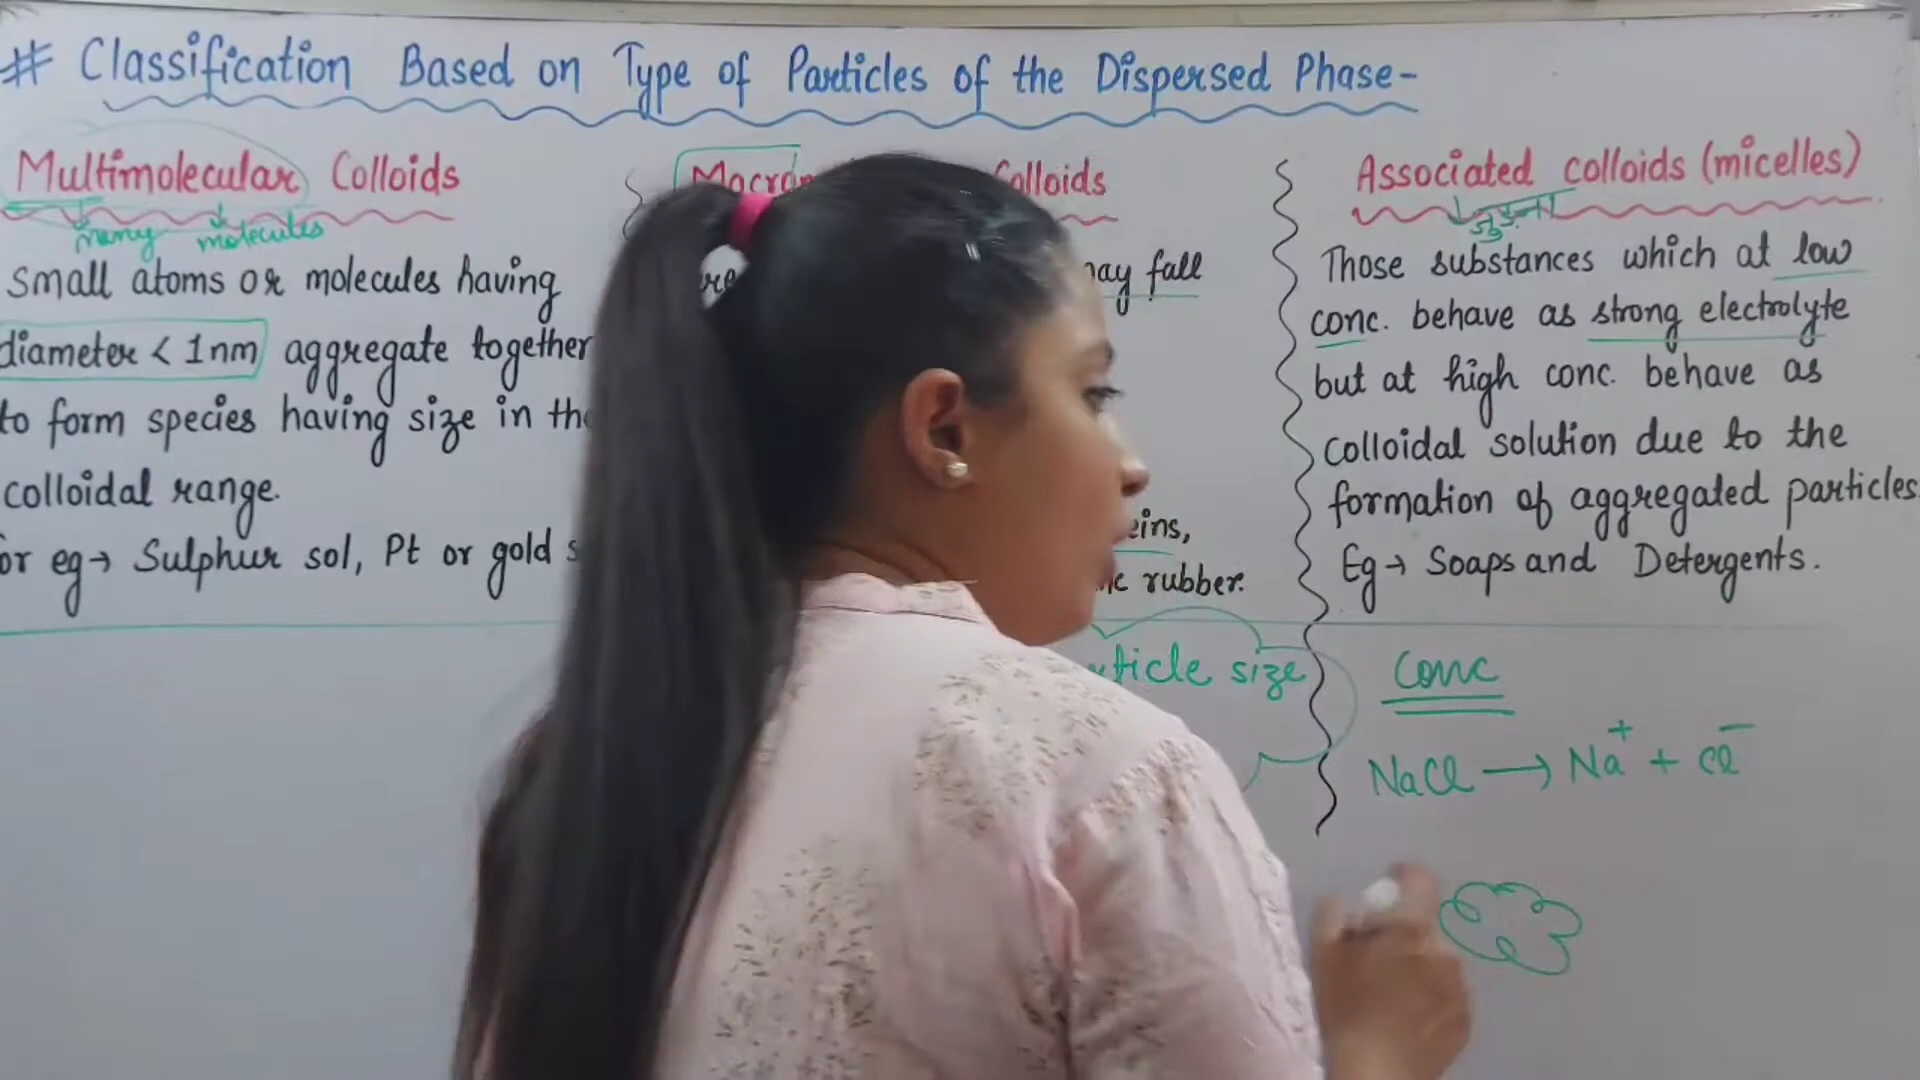 # Classification Based on Type of Particles of the Dispersed Phase-
Multimolecular Colloids
many molecules
Small atoms or molecules having
diameter < 1nm aggregate together
to form species having size in the
colloidal range.
or eg → Sulphur sol, Pt or gold s
Macro Colloids
may fall
eins,
ic rubber.
ticle size
Associated colloids (micelles)
Those substances which at low
conc. behave as strong electrolyte
but at high conc. behave as
colloidal solution due to the
formation of aggregated particles
Eg → Soaps and Detergents.
Conc
NaCl → Na⁺ + Cl⁻